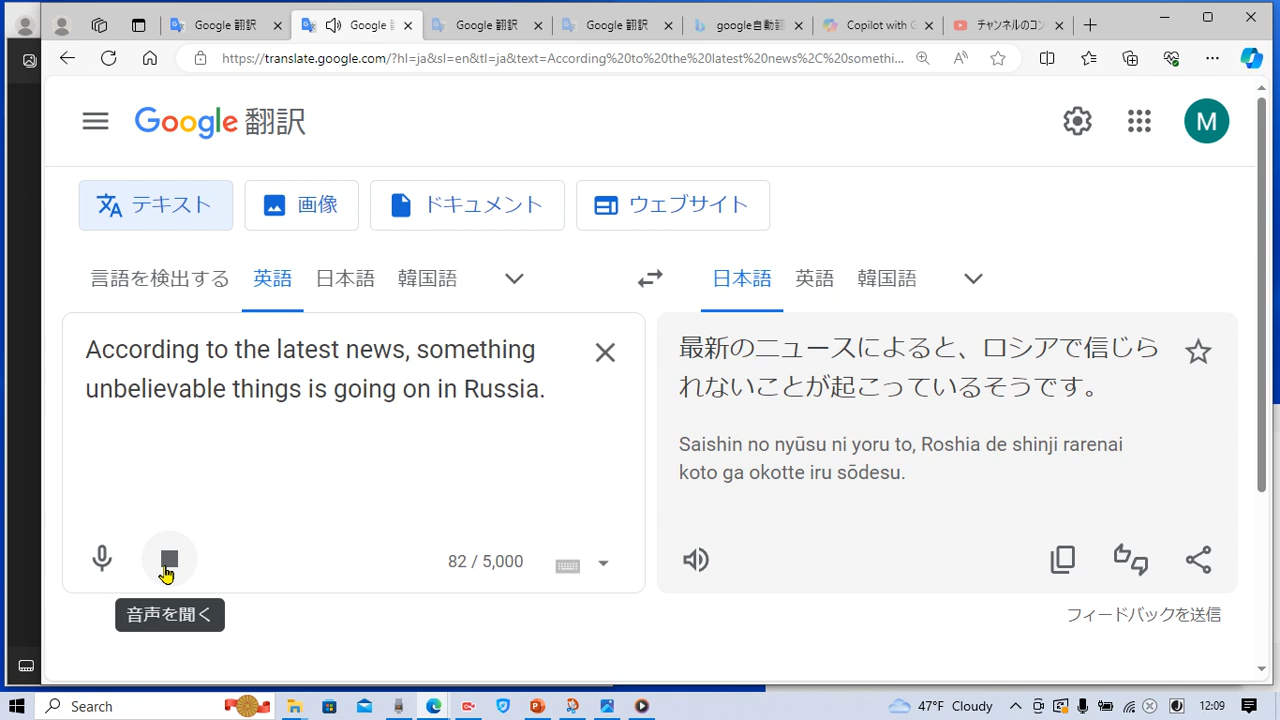 Google 翻訳
Google 翻
Google 翻訳
Google 翻訳
google自動翻
Copilot with G
チャンネルのコン
https://translate.google.com/?hl=ja&sl=en&tl=ja&text=According%20to%20the%20latest%20news%2C%20somethi...
Google 翻訳
M
テキスト
画像
ドキュメント
ウェブサイト
言語を検出する 英語 日本語 韓国語
日本語 英語 韓国語
According to the latest news, something
unbelievable things is going on in Russia.
82 / 5,000
音声を聞く
最新のニュースによると、ロシアで信じら
れないことが起こっているそうです。
Saishin no nyūsu ni yoru to, Roshia de shinji rarenai
koto ga okotte iru sōdesu.
フィードバックを送信
Search
47°F Cloudy
12:09